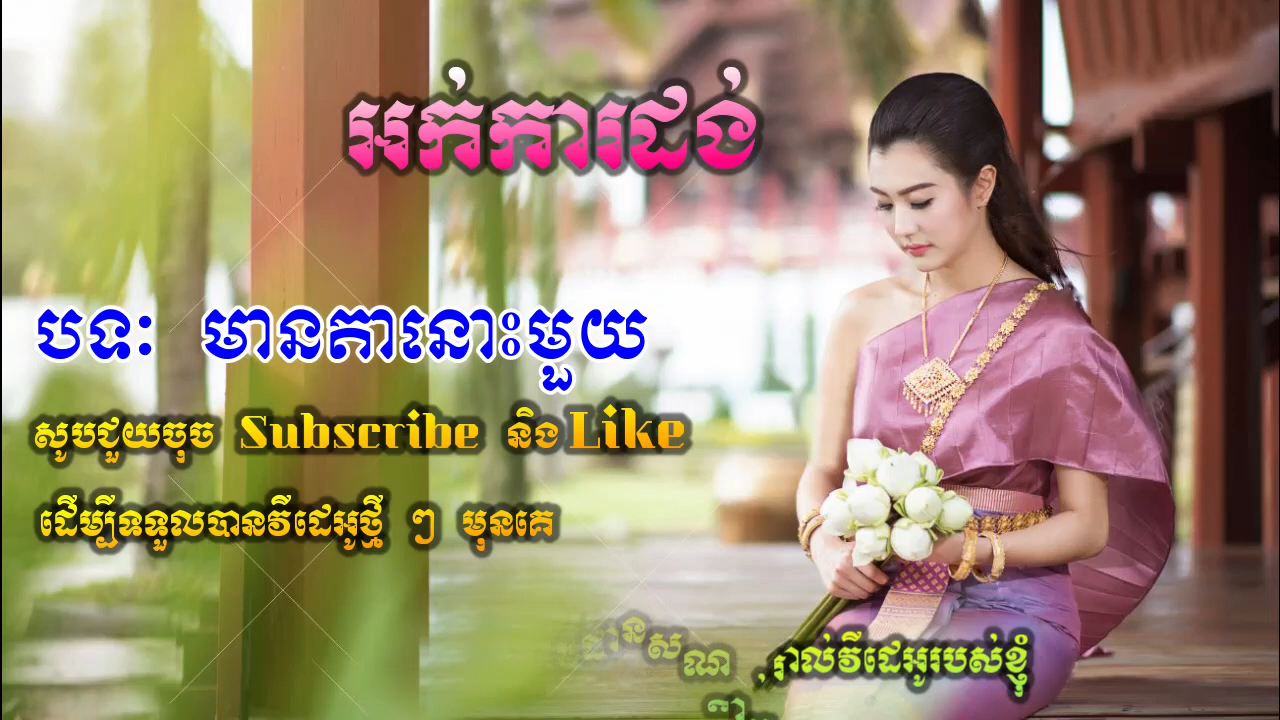 អក់ការដង់
បទៈ មានតានោះមួយ
សូបជួយចុច Subscribe និង Like
ដើម្បីទទួលបានវីដេអូថ្មី ៗ មុនគេ
,រាល់វីដេអូរបស់ខ្ញុំ